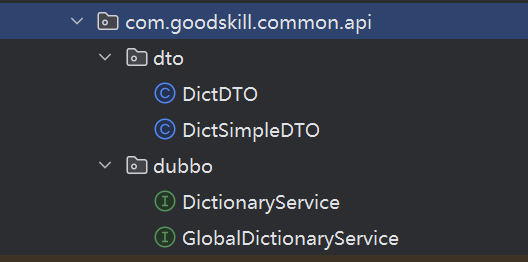 com.goodskill.common.api
dto
C DictDTO
C DictSimpleDTO
dubbo
I DictionaryService
I GlobalDictionaryService